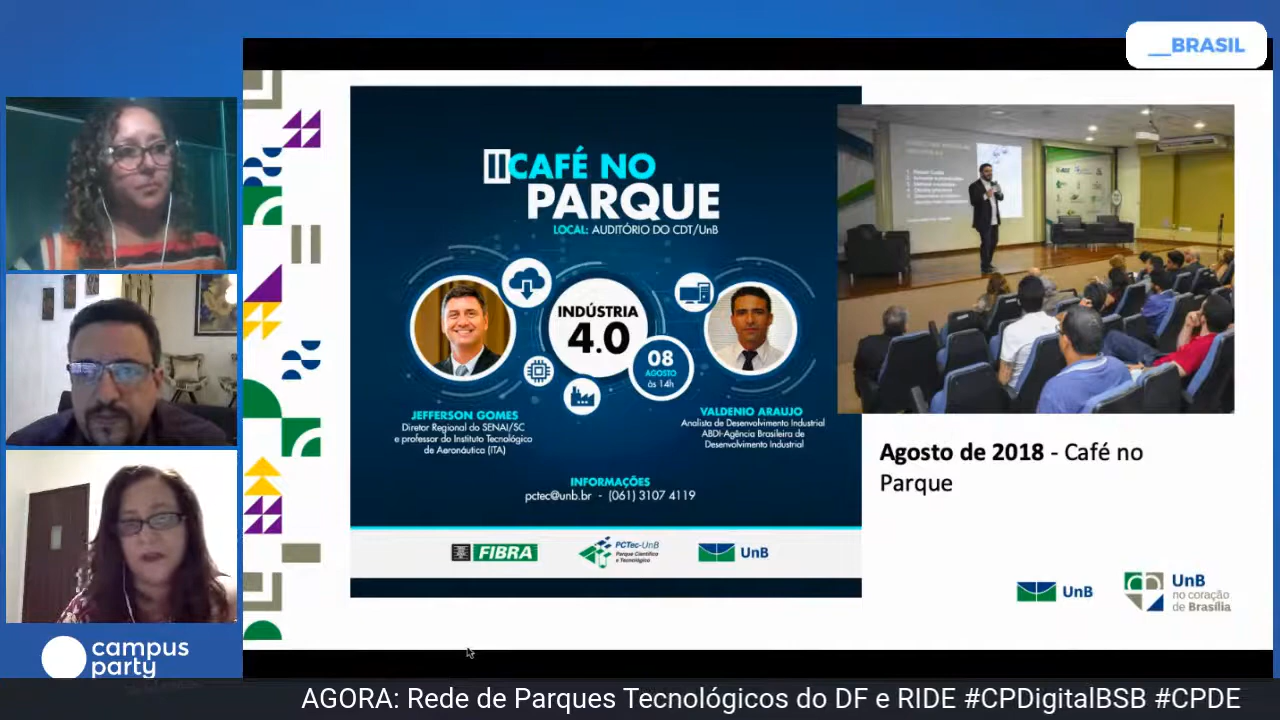 __BRASIL
II CAFÉ NO
PARQUE
LOCAL: AUDITÓRIO DO CDT/UnB
INDÚSTRIA
4.0
08
AGOSTO
às 14h
JEFFERSON GOMES
Diretor Regional do SENAI/SC
e professor do Instituto Tecnológico
de Aeronáutica (ITA)
VALDENIO ARAUJO
Analista de Desenvolvimento Industrial
ABDI-Agência Brasileira de
Desenvolvimento Industrial
INFORMAÇÕES
pctec@unb.br - (061) 3107 4119
FIBRA
PCTec-UnB
Parque Científico
e Tecnológico
UnB
Agosto de 2018 - Café no
Parque
UnB
UnB
no coração
de Brasília
campus
party
AGORA: Rede de Parques Tecnológicos do DF e RIDE #CPDigitalBSB #CPDE